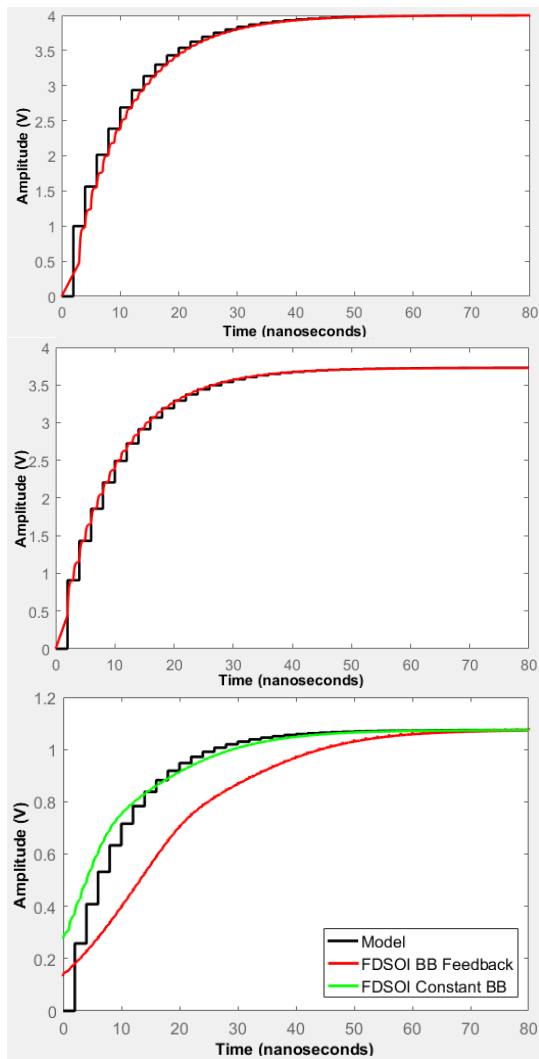 4
3.5
3
2.5
2
1.5
1
0.5
0
Amplitude (V)
0 10 20 30 40 50 60 70 80
Time (nanoseconds)
4
3.5
3
2.5
2
1.5
1
0.5
0
Amplitude (V)
0 10 20 30 40 50 60 70 80
Time (nanoseconds)
1.2
1
0.8
0.6
0.4
0.2
0
Amplitude (V)
Model
FDSOI BB Feedback
FDSOI Constant BB
0 10 20 30 40 50 60 70 80
Time (nanoseconds)